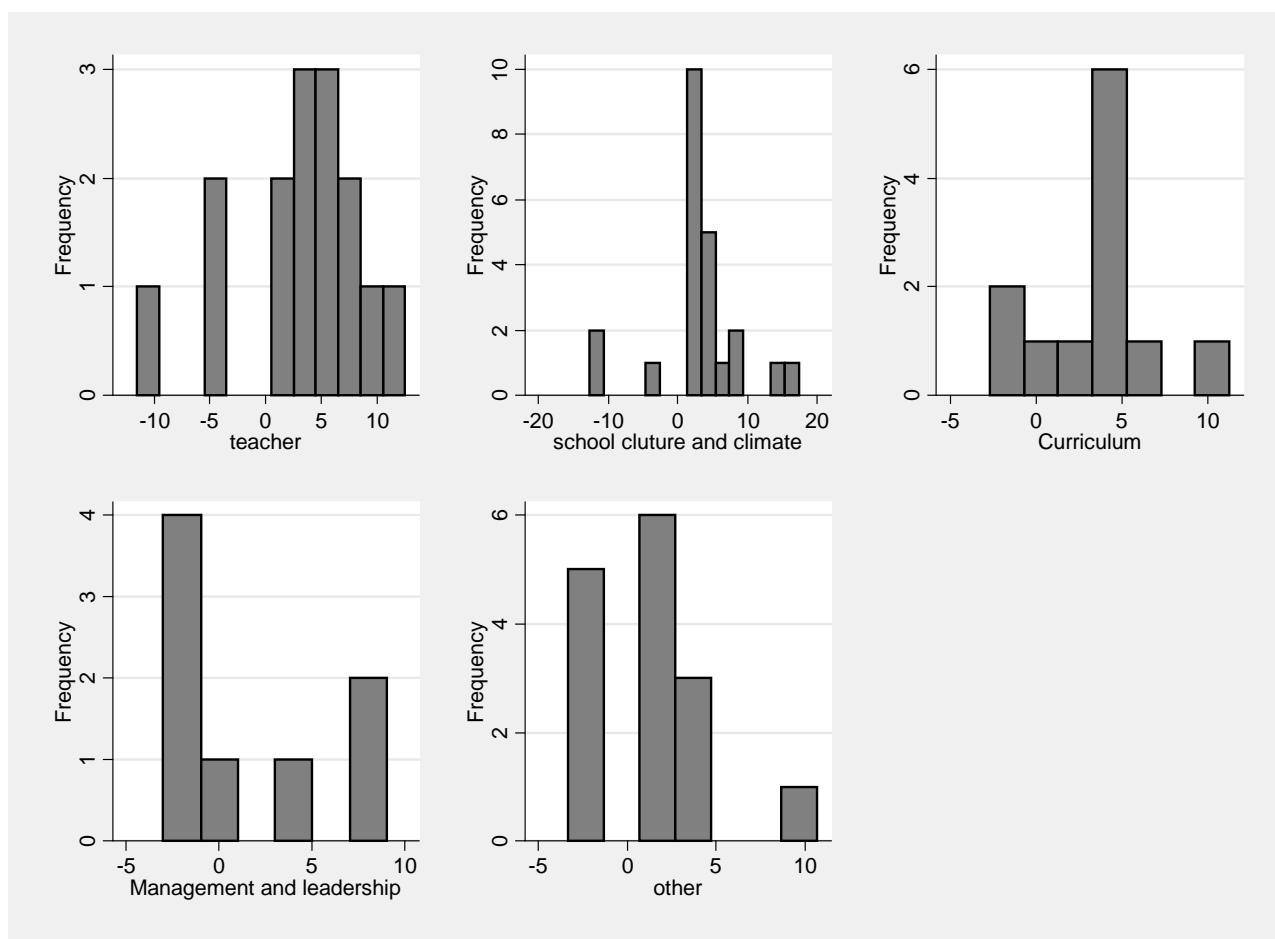 Frequency
3
2
1
0
-10 -5 0 5 10
teacher
Frequency
10
8
6
4
2
0
-20 -10 0 10 20
school cluture and climate
Frequency
6
4
2
0
-5 0 5 10
Curriculum
Frequency
4
3
2
1
0
-5 0 5 10
Management and leadership
Frequency
6
4
2
0
-5 0 5 10
other